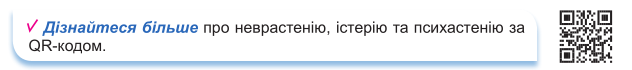 ✓ Дізнайтеся більше про неврастенію, істерію та психастенію за
QR-кодом.